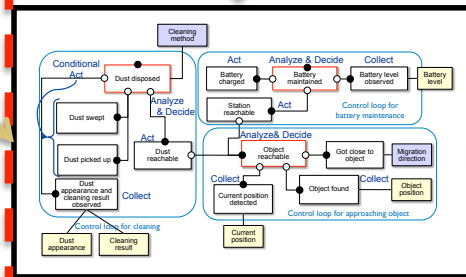 Cleaning
method
Conditional
Act
Dust disposed
Analyze
& Decide
Dust swept
Act
Dust picked up
Dust
reachable
Dust
appearance and
cleaning result
observed
Collect
Control loop for cleaning
Dust
appearance
Cleaning
result
Act
Analyze & Decide
Collect
Battery
charged
Battery
maintained
Battery level
observed
Battery
level
Station
reachable
Act
Control loop for
battery maintenance
Analyze& Decide
Object
reachable
Got close to
object
Migration
direction
Collect
Collect
Current position
detected
Object found
Object
position
Control loop for approaching object
Current
position